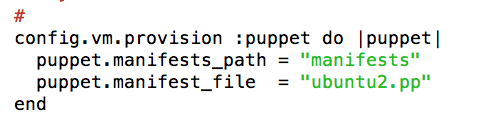 #
config.vm.provision :puppet do |puppet|
  puppet.manifests_path = "manifests"
  puppet.manifest_file  = "ubuntu2.pp"
end